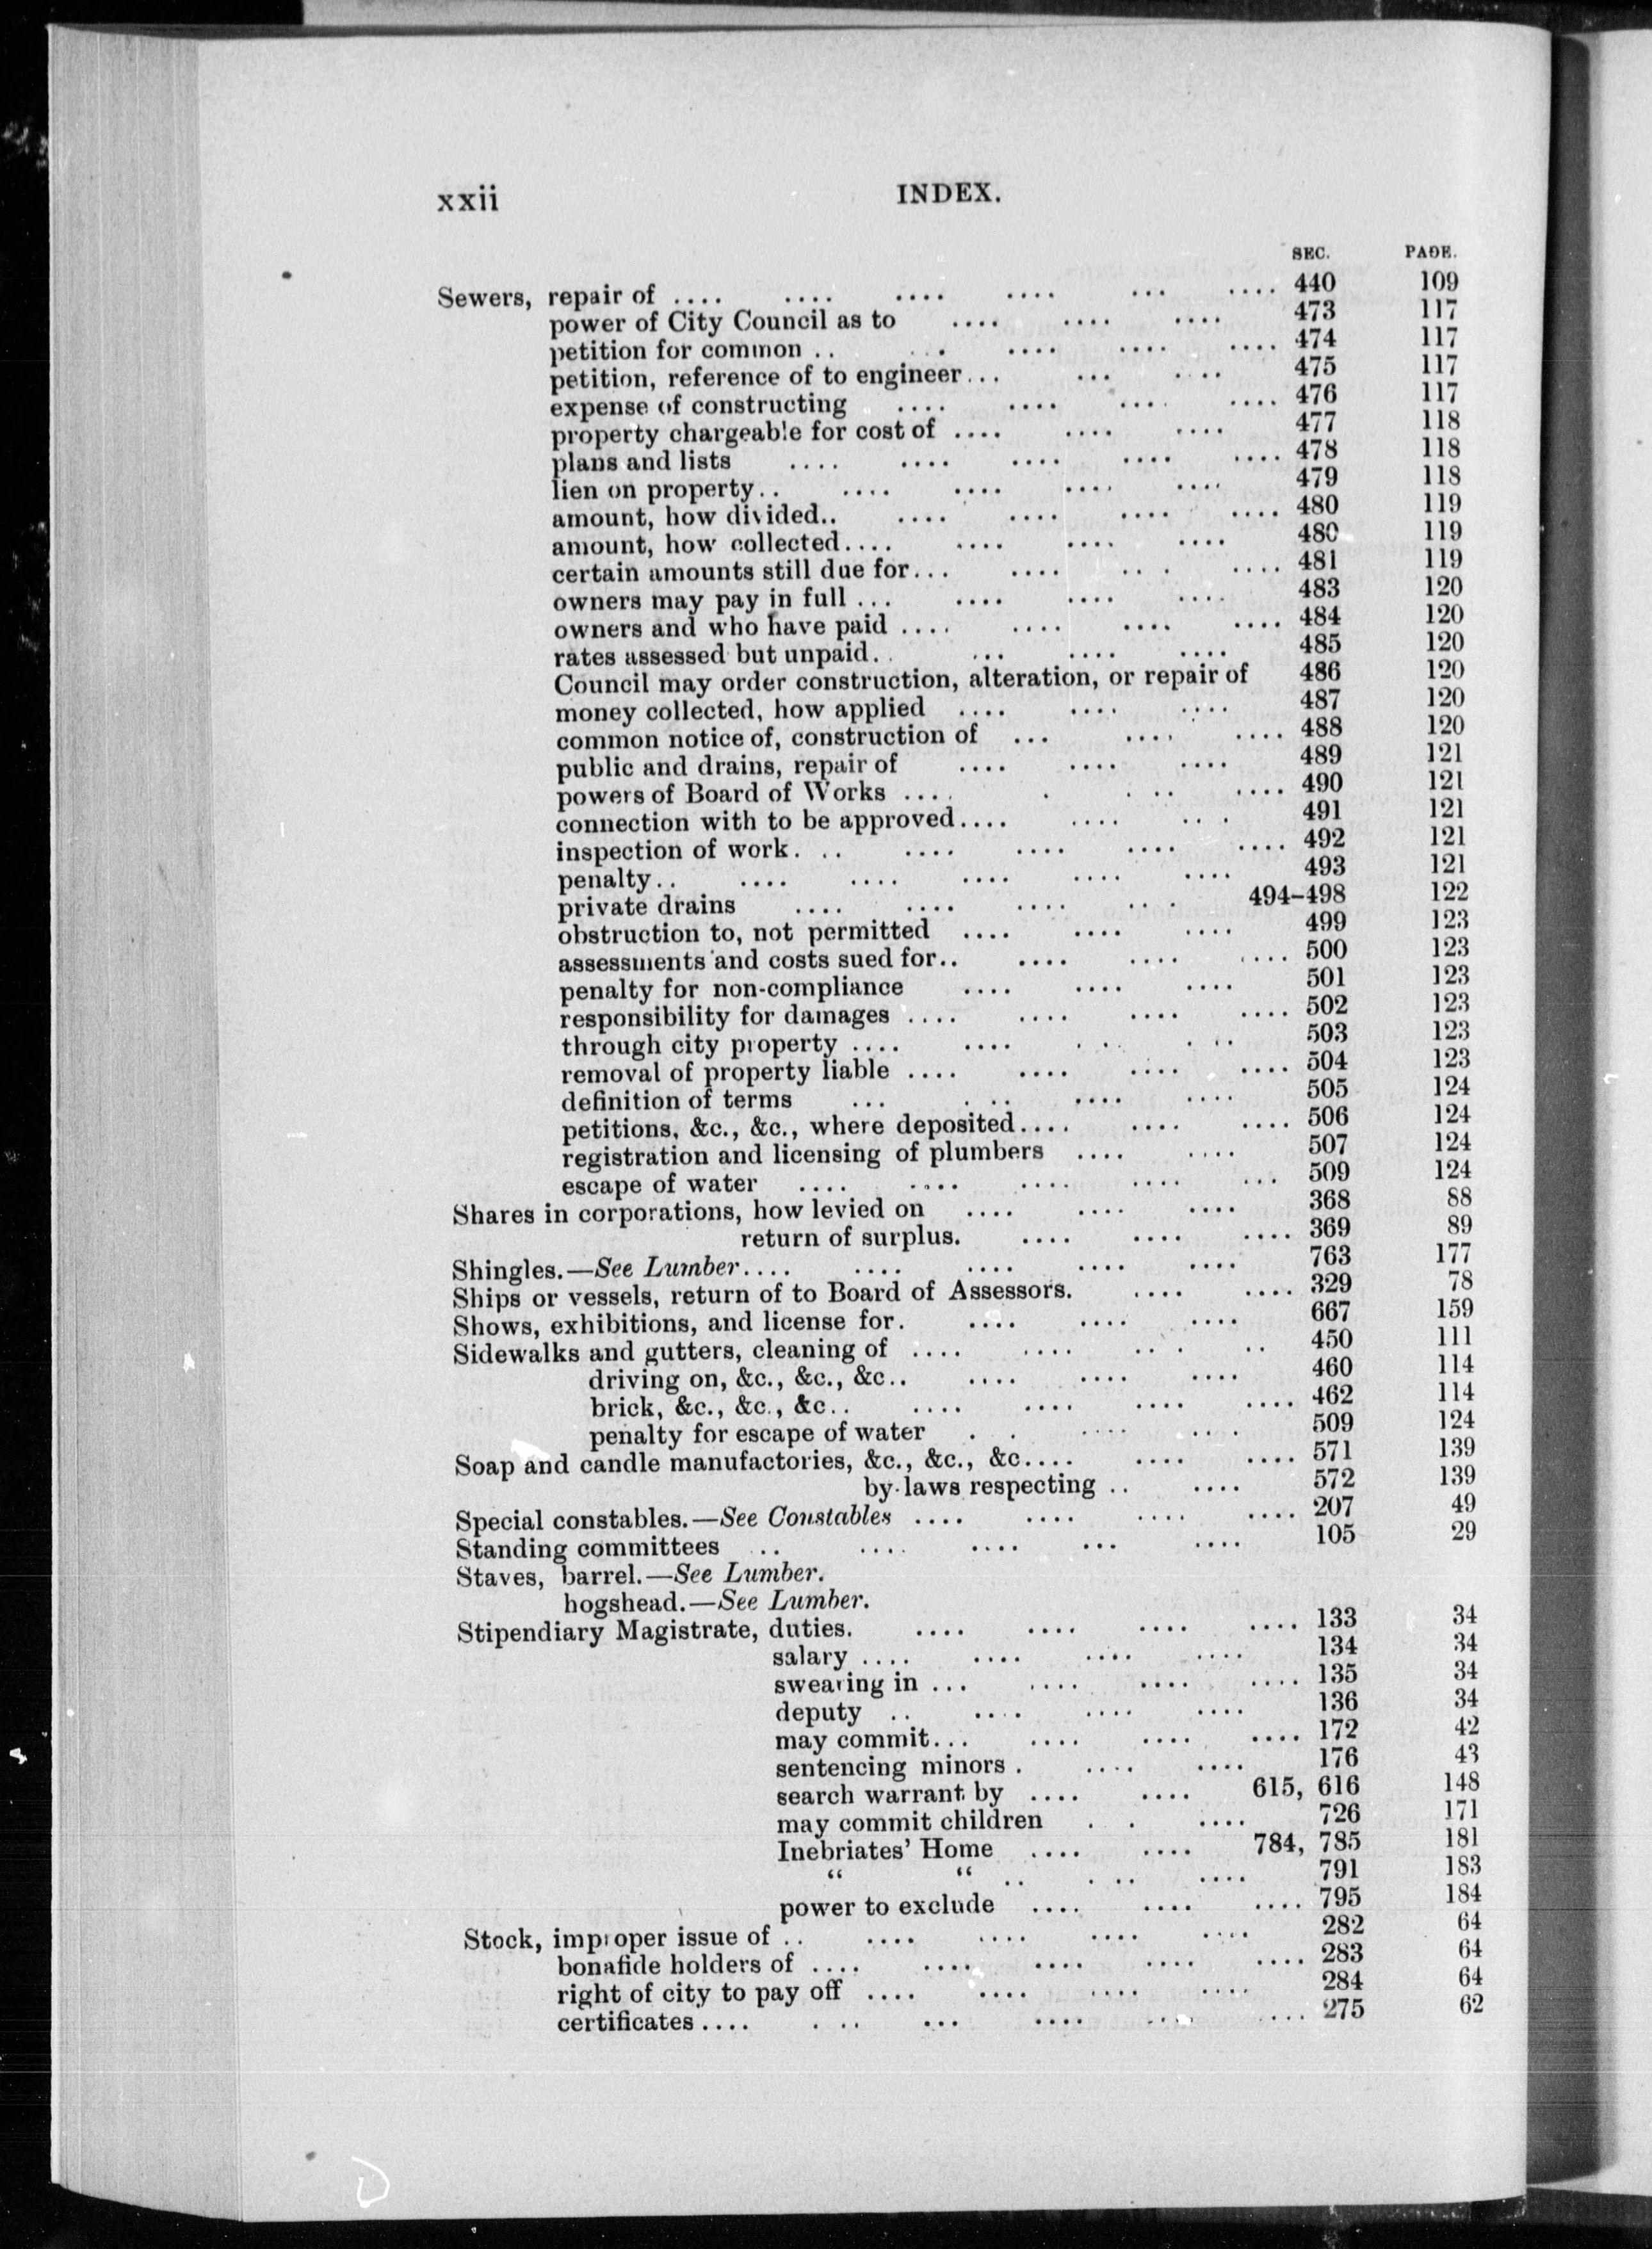 xxii INDEX.
SEC. PAGE.
Sewers, repair of .... .... .... .... ... .... 440 109
power of City Council as to .... .... .... 473 117
petition for common .. ... .... .... .... 474 117
petition, reference of to engineer... ... .... 475 117
expense of constructing .... .... .... .... 476 117
property chargeable for cost of .... .... .... 477 118
plans and lists .... .... .... .... .... 478 118
lien on property.. .... .... .... .... 479 118
amount, how divided.. .... .... .... .... 480 119
amount, how collected.... .... .... .... 480 119
certain amounts still due for... .... ... .... 481 119
owners may pay in full ... .... .... .... 483 120
owners and who have paid .... .... .... .... 484 120
rates assessed but unpaid.. ... .... .... 485 120
Council may order construction, alteration, or repair of 486 120
money collected, how applied .... .... .... 487 120
common notice of, construction of ... .... .... 488 120
public and drains, repair of .... .... .... 489 121
powers of Board of Works .... . ... .... 490 121
connection with to be approved.... .... ... 491 121
inspection of work. .. .... .... .... .... 492 121
penalty.. .... .... .... .... .... 493 121
private drains .... .... .... ... 494-498 122
obstruction to, not permitted .... .... .... 499 123
assessments and costs sued for.. .... .... .... 500 123
penalty for non-compliance .... .... .... 501 123
responsibility for damages .... .... .... .... 502 123
through city property .... .... ... ... 503 123
removal of property liable .... .... .... .... 504 123
definition of terms ... ... .... .... 505 124
petitions, &c., &c., where deposited.... .... .... 506 124
registration and licensing of plumbers .... .... 507 124
escape of water .... .... .... .... ... 509 124
Shares in corporations, how levied on .... .... .... 368 88
return of surplus. .... .... .... 369 89
Shingles.—See Lumber.... .... .... .... .... 763 177
Ships or vessels, return of to Board of Assessors. .... .... 329 78
Shows, exhibitions, and license for. .... .... .... 667 159
Sidewalks and gutters, cleaning of .... .... ... .. 450 111
driving on, &c., &c., &c.. .... .... .... 460 114
brick, &c., &c., &c.. .... .... .... .... 462 114
penalty for escape of water . . .... .... 509 124
Soap and candle manufactories, &c., &c., &c.... .... .... 571 139
by-laws respecting .. .... 572 139
Special constables.—See Constables .... .... .... .... 207 49
Standing committees .. .... .... ... .... 105 29
Staves, barrel.—See Lumber.
hogshead.—See Lumber.
Stipendiary Magistrate, duties. .... .... .... .... 133 34
salary .... .... .... .... 134 34
swearing in ... .... .... .... 135 34
deputy .. .... .... .... 136 34
may commit... .... .... .... 172 42
sentencing minors . .... .... 176 43
search warrant by .... .... 615, 616 148
may commit children . . .... 726 171
Inebriates' Home .... .... 784, 785 181
“ “ .. ... .... 791 183
power to exclude .... .... .... 795 184
Stock, improper issue of .. .... .... .... .... 282 64
bonafide holders of .... .... .... .... .... 283 64
right of city to pay off .... .... .... .... 284 64
certificates .... ... ... .... .... ... 275 62